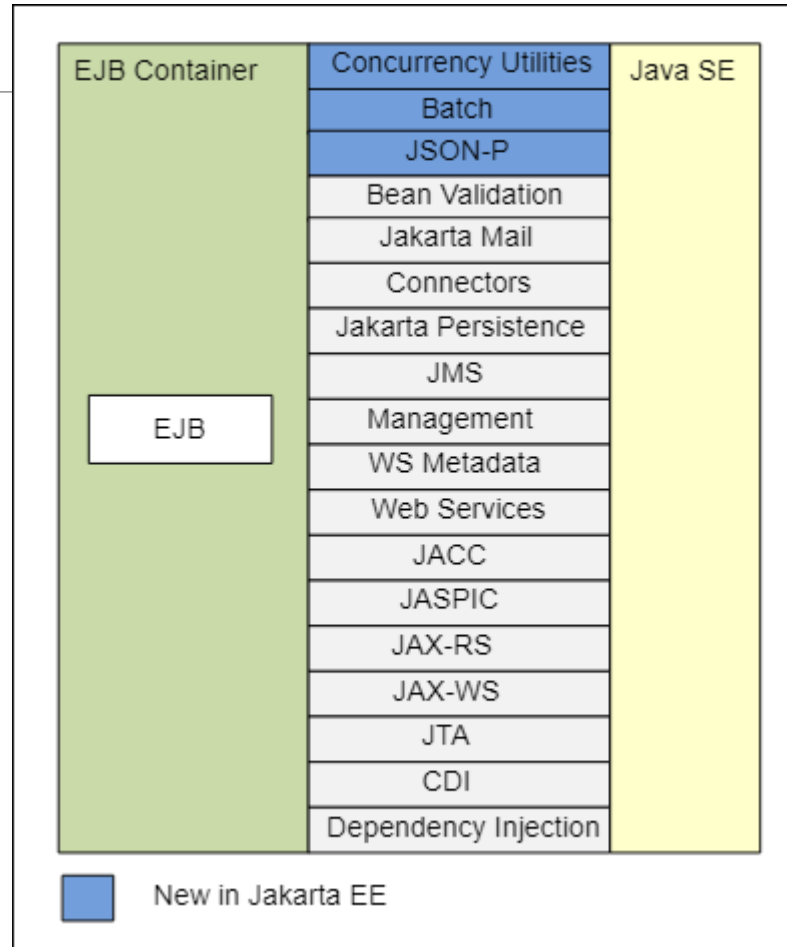 EJB Container
EJB
Concurrency Utilities
Batch
JSON-P
Bean Validation
Jakarta Mail
Connectors
Jakarta Persistence
JMS
Management
WS Metadata
Web Services
JACC
JASPIC
JAX-RS
JAX-WS
JTA
CDI
Dependency Injection
Java SE
New in Jakarta EE